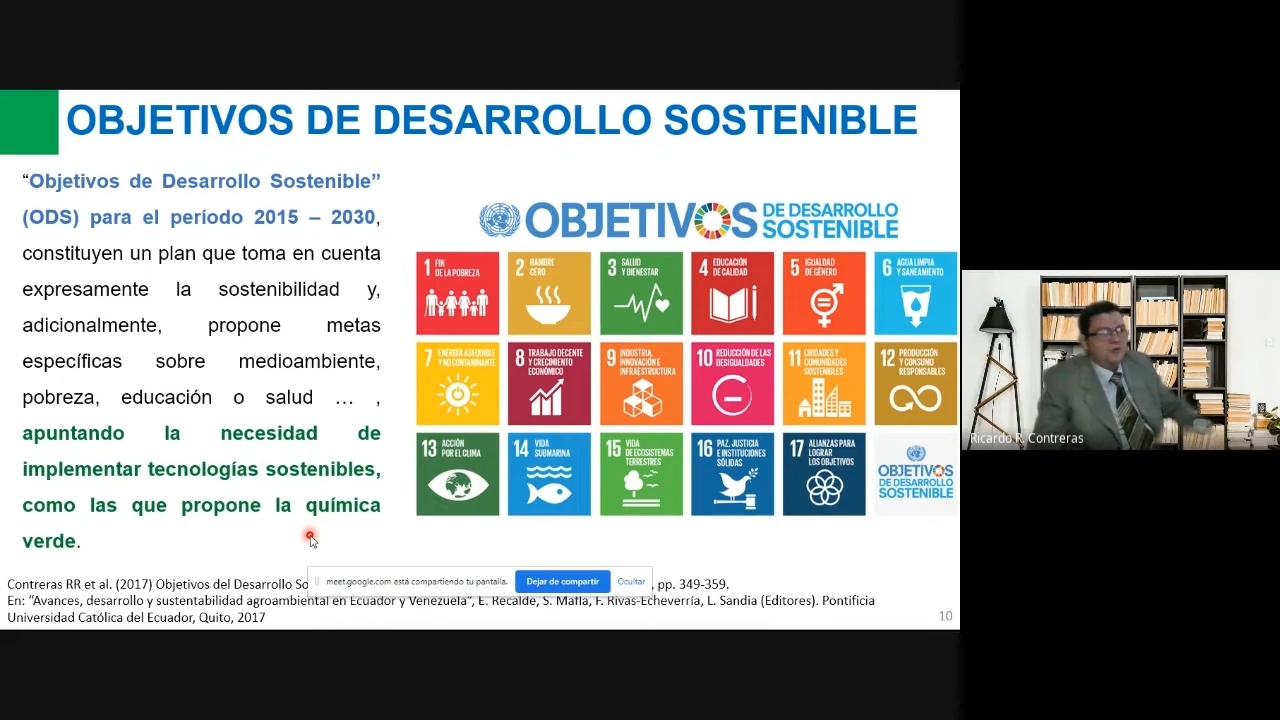 OBJETIVOS DE DESARROLLO SOSTENIBLE
“Objetivos de Desarrollo Sostenible”
(ODS) para el período 2015 – 2030,
constituyen un plan que toma en cuenta
expresamente la sostenibilidad y,
adicionalmente, propone metas
específicas sobre medioambiente,
pobreza, educación o salud … ,
apuntando la necesidad de
implementar tecnologías sostenibles,
como las que propone la química
verde.
OBJETIVOS
DE DESARROLLO
SOSTENIBLE
1 FIN
DE LA POBREZA
2 HAMBRE
CERO
3 SALUD
Y BIENESTAR
4 EDUCACIÓN
DE CALIDAD
5 IGUALDAD
DE GÉNERO
6 AGUA LIMPIA
Y SANEAMIENTO
7 ENERGÍA ASEQUIBLE
Y NO CONTAMINANTE
8 TRABAJO DECENTE
Y CRECIMIENTO
ECONÓMICO
9 INDUSTRIA,
INNOVACIÓN E
INFRAESTRUCTURA
10 REDUCCIÓN DE LAS
DESIGUALDADES
11 CIUDADES Y
COMUNIDADES
SOSTENIBLES
12 PRODUCCIÓN
Y CONSUMO
RESPONSABLES
13 ACCIÓN
POR EL CLIMA
14 VIDA
SUBMARINA
15 VIDA
DE ECOSISTEMAS
TERRESTRES
16 PAZ, JUSTICIA
E INSTITUCIONES
SÓLIDAS
17 ALIANZAS PARA
LOGRAR
LOS OBJETIVOS
OBJETIVOS
DE DESARROLLO
SOSTENIBLE
Contreras RR et al. (2017) Objetivos del Desarrollo So
, pp. 349-359.
meet.google.com está compartiendo tu pantalla.
Dejar de compartir
Ocultar
En: “Avances, desarrollo y sustentabilidad agroambiental en Ecuador y Venezuela”, E. Recalde, S. Mafla, F. Rivas-Echeverría, L. Sandia (Editores). Pontificia
Universidad Católica del Ecuador, Quito, 2017
10
Ricardo R. Contreras